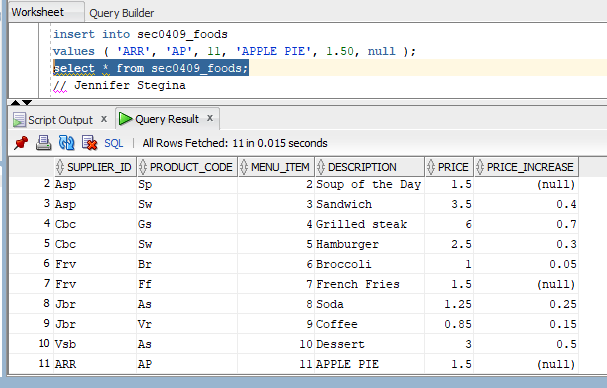 Worksheet Query Builder
insert into sec0409_foods
values ( 'ARR', 'AP', 11, 'APPLE PIE', 1.50, null );
select * from sec0409_foods;
// Jennifer Stegina
Script Output x Query Result x
SQL | All Rows Fetched: 11 in 0.015 seconds
SUPPLIER_ID PRODUCT_CODE MENU_ITEM DESCRIPTION PRICE PRICE_INCREASE
2 Asp Sp 2 Soup of the Day 1.5 (null)
3 Asp Sw 3 Sandwich 3.5 0.4
4 Cbc Gs 4 Grilled steak 6 0.7
5 Cbc Sw 5 Hamburger 2.5 0.3
6 Frv Br 6 Broccoli 1 0.05
7 Frv Ff 7 French Fries 1.5 (null)
8 Jbr As 8 Soda 1.25 0.25
9 Jbr Vr 9 Coffee 0.85 0.15
10 Vsb As 10 Dessert 3 0.5
11 ARR AP 11 APPLE PIE 1.5 (null)